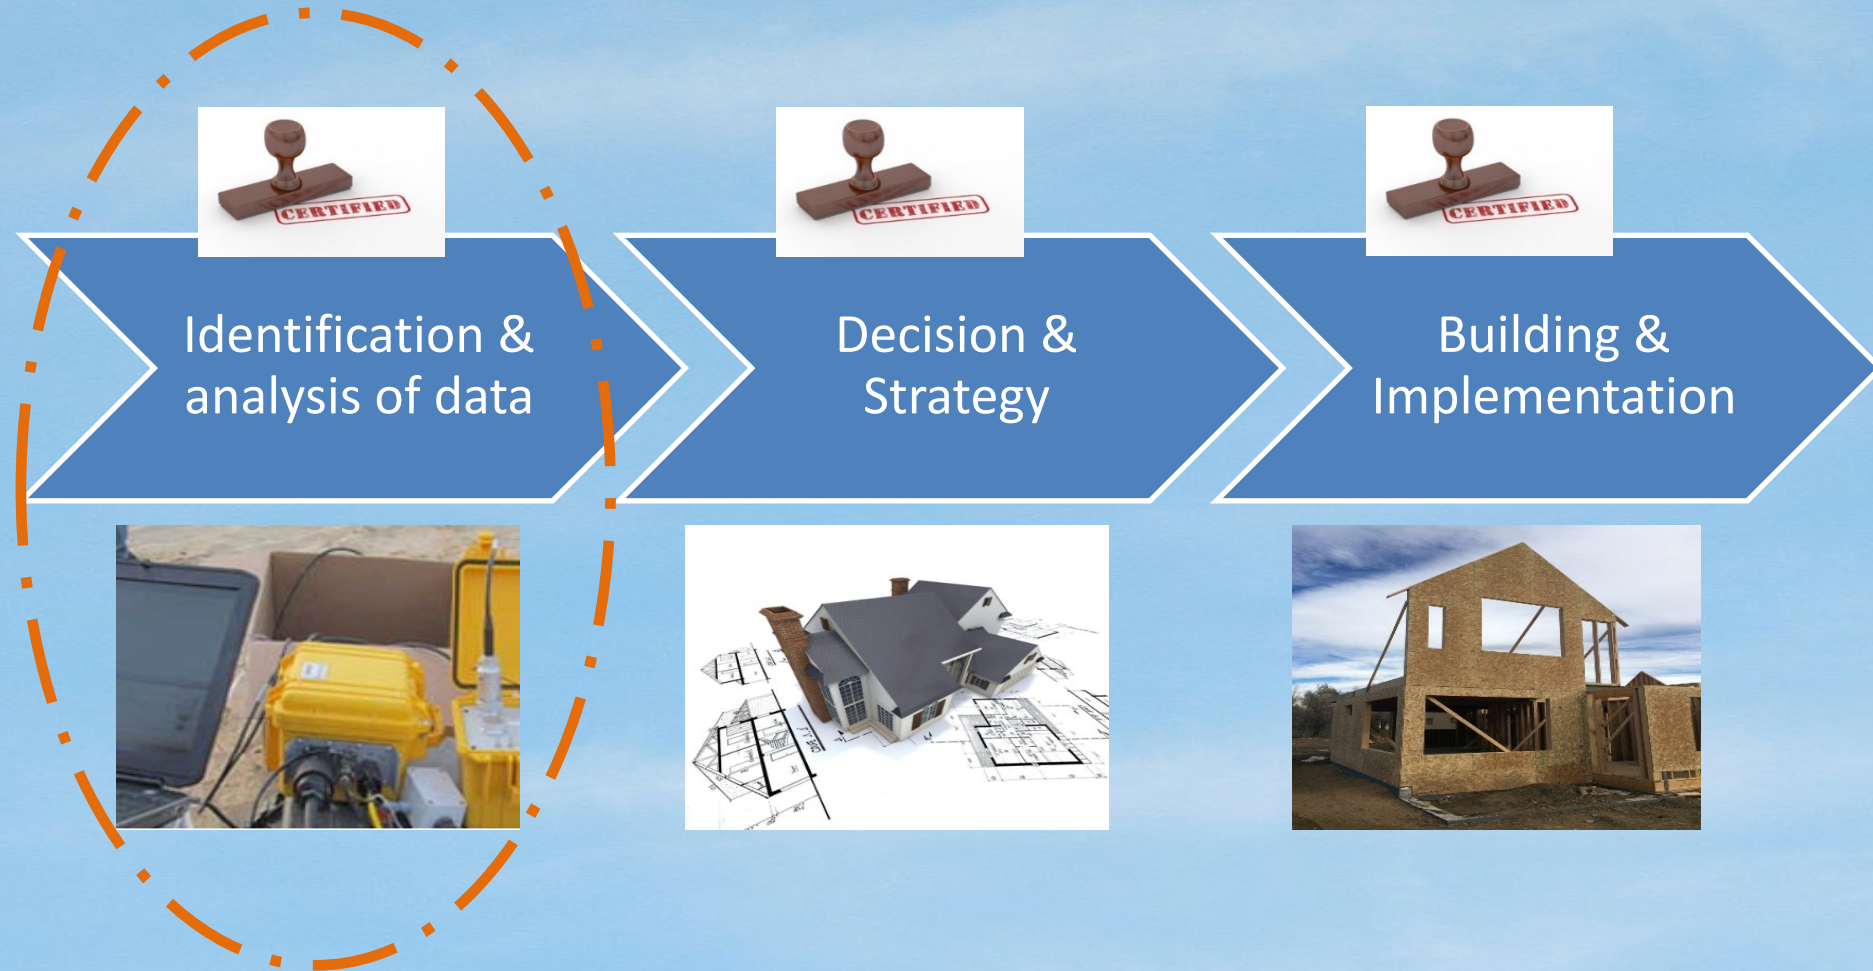 CERTIFIED
CERTIFIED
CERTIFIED
Identification &
analysis of data
Decision &
Strategy
Building &
Implementation